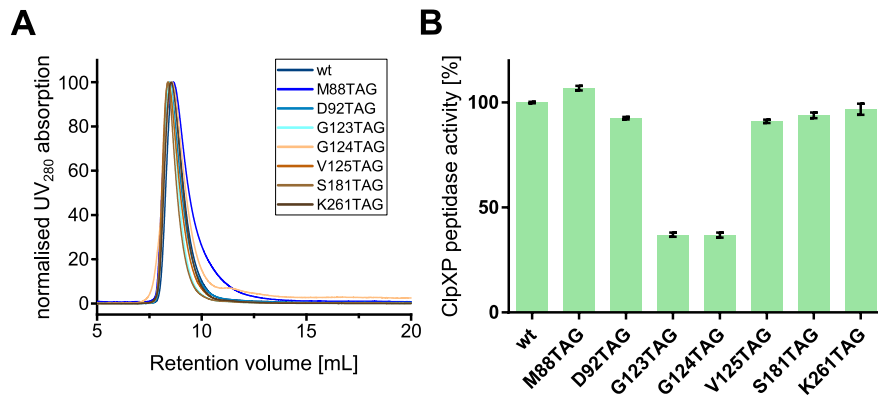 A
normalised UV280 absorption
100
80
60
40
20
0
5
10
15
20
Retention volume [mL]
wt
M88TAG
D92TAG
G123TAG
G124TAG
V125TAG
S181TAG
K261TAG
B
ClpXP peptidase activity [%]
100
50
0
wt
M88TAG
D92TAG
G123TAG
G124TAG
V125TAG
S181TAG
K261TAG